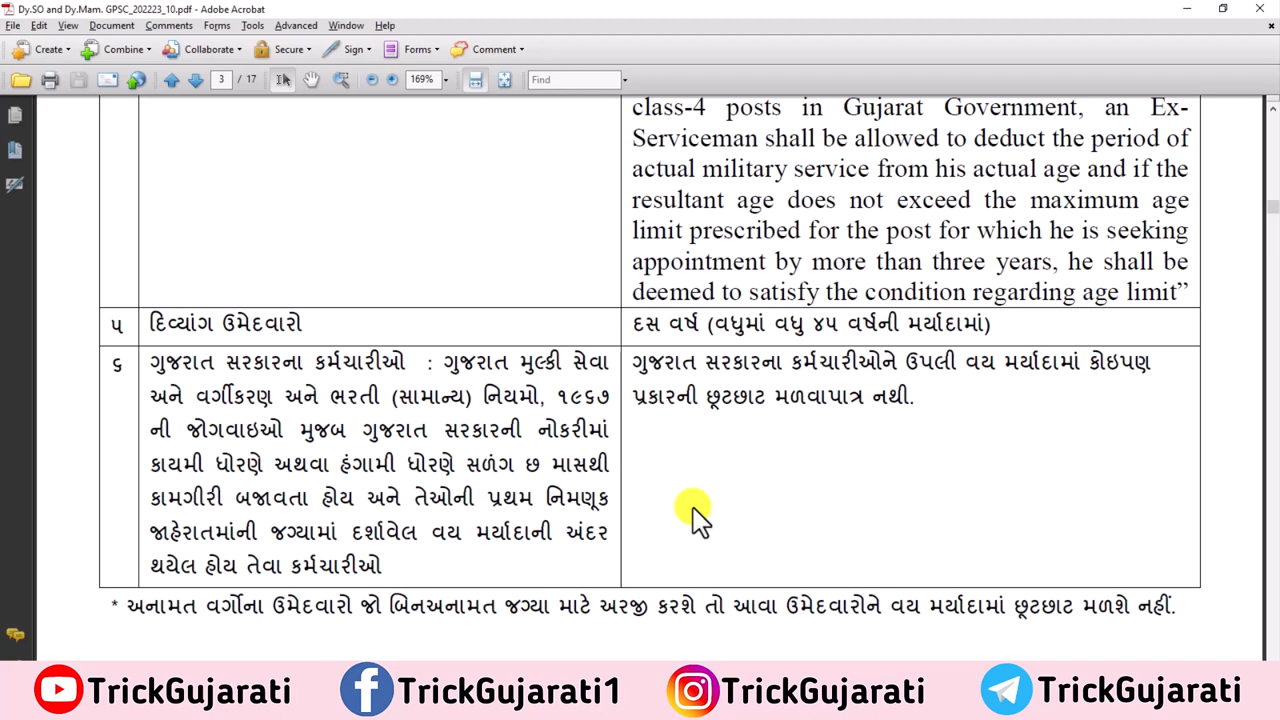 Dy.SO and Dy.Mam. GPSC_202223_10.pdf - Adobe Acrobat
File Edit View Document Comments Forms Tools Advanced Window Help
Create Combine Collaborate Secure Sign Forms Comment
3 / 17 169% Find
class-4 posts in Gujarat Government, an Ex-
Serviceman shall be allowed to deduct the period of
actual military service from his actual age and if the
resultant age does not exceed the maximum age
limit prescribed for the post for which he is seeking
appointment by more than three years, he shall be
deemed to satisfy the condition regarding age limit”
૫ દિવ્યાંગ ઉમેદવારો
દસ વર્ષ (વધુમાં વધુ ૪૫ વર્ષની મર્યાદામાં)
૬ ગુજરાત સરકારના કર્મચારીઓ : ગુજરાત મુલ્કી સેવા
અને વર્ગીકરણ અને ભરતી (સામાન્ય) નિયમો, ૧૯૬૭
ની જોગવાઇઓ મુજબ ગુજરાત સરકારની નોકરીમાં
કાયમી ધોરણે અથવા હંગામી ધોરણે સળંગ છ માસથી
કામગીરી બજાવતા હોય અને તેઓની પ્રથમ નિમણૂક
જાહેરાતમાંની જગ્યામાં દર્શાવેલ વય મર્યાદાની અંદર
થયેલ હોય તેવા કર્મચારીઓ
ગુજરાત સરકારના કર્મચારીઓને ઉપલી વય મર્યાદામાં કોઇપણ
પ્રકારની છૂટછાટ મળવાપાત્ર નથી.
* અનામત વર્ગોના ઉમેદવારો જો બિનઅનામત જગ્યા માટે અરજી કરશે તો આવા ઉમેદવારોને વય મર્યાદામાં છૂટછાટ મળશે નહીં.
TrickGujarati TrickGujarati1 TrickGujarati TrickGujarati